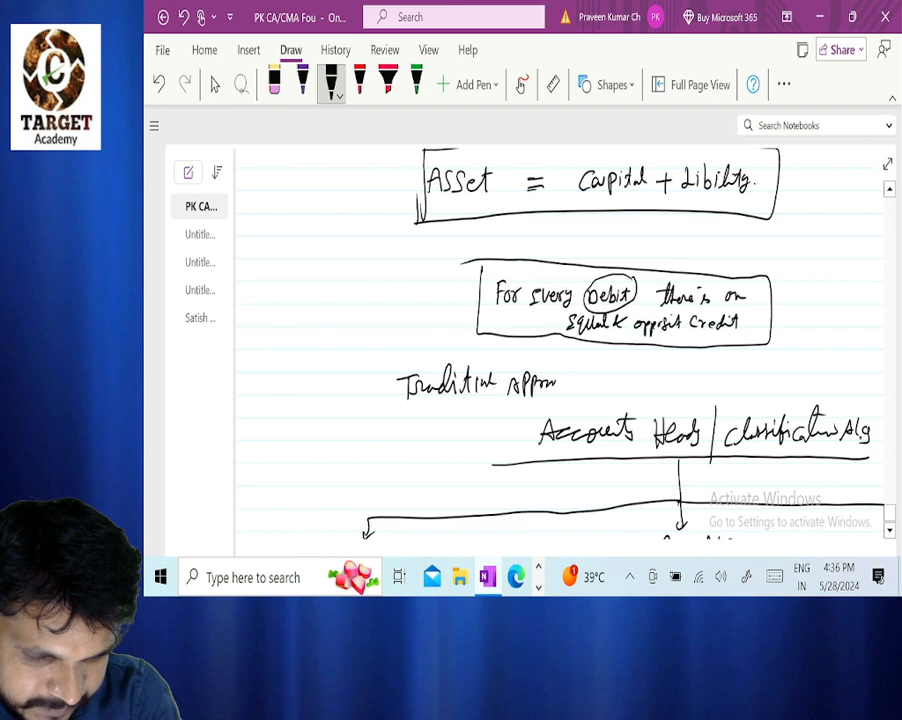 PK CA/CMA Fou - On...
Search
Praveen Kumar Ch
PK
Buy Microsoft 365
TARGET
Academy
File
Home
Insert
Draw
History
Review
View
Help
Share
Add Pen
Shapes
Full Page View
Search Notebooks
PK CA...
Untitle...
Untitle...
Untitle...
Satish ...
Asset = Capital + Libility.
For Every Debit there is an
Equal & opposit Credit
Accounts Heads / Classification
Activate Windows
Go to Settings to activate Windows.
Type here to search
39°C
ENG
IN
4:36 PM
5/28/2024